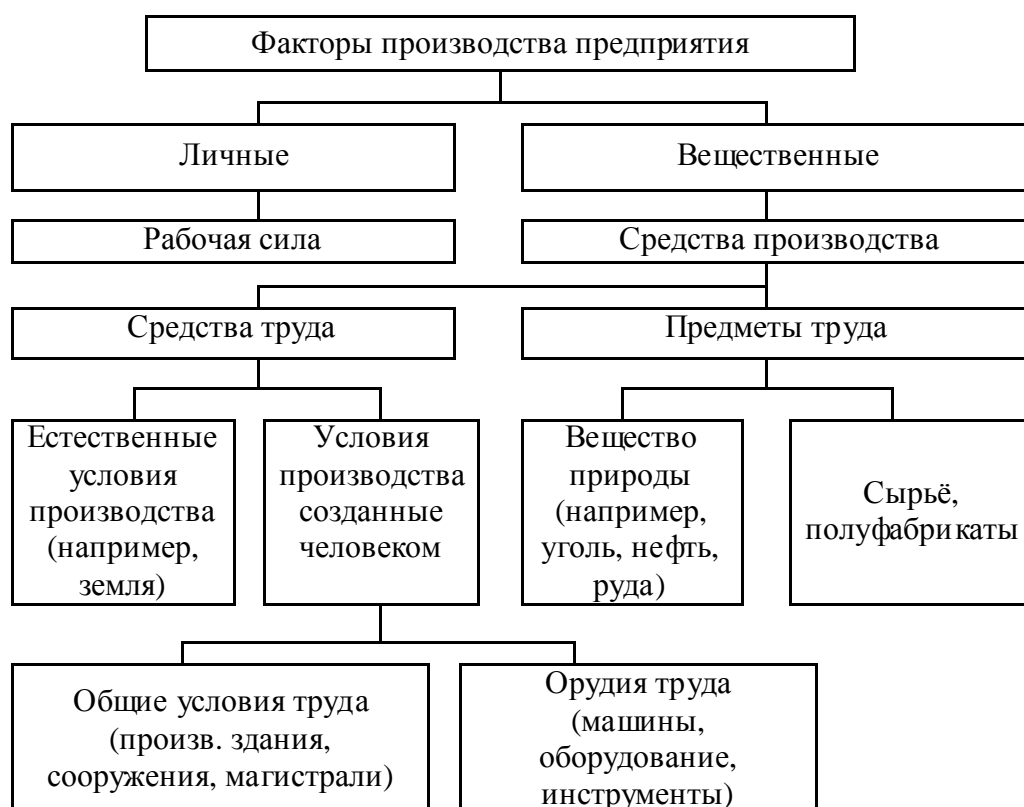 Факторы производства предприятия
Личные
Вещественные
Рабочая сила
Средства производства
Средства труда
Предметы труда
Естественные
условия
производства
(например,
земля)
Условия
производства
созданные
человеком
Вещество
природы
(например,
уголь, нефть,
руда)
Сырьё,
полуфабрикаты
Общие условия труда
(произв. здания,
сооружения, магистрали)
Орудия труда
(машины,
оборудование,
инструменты)